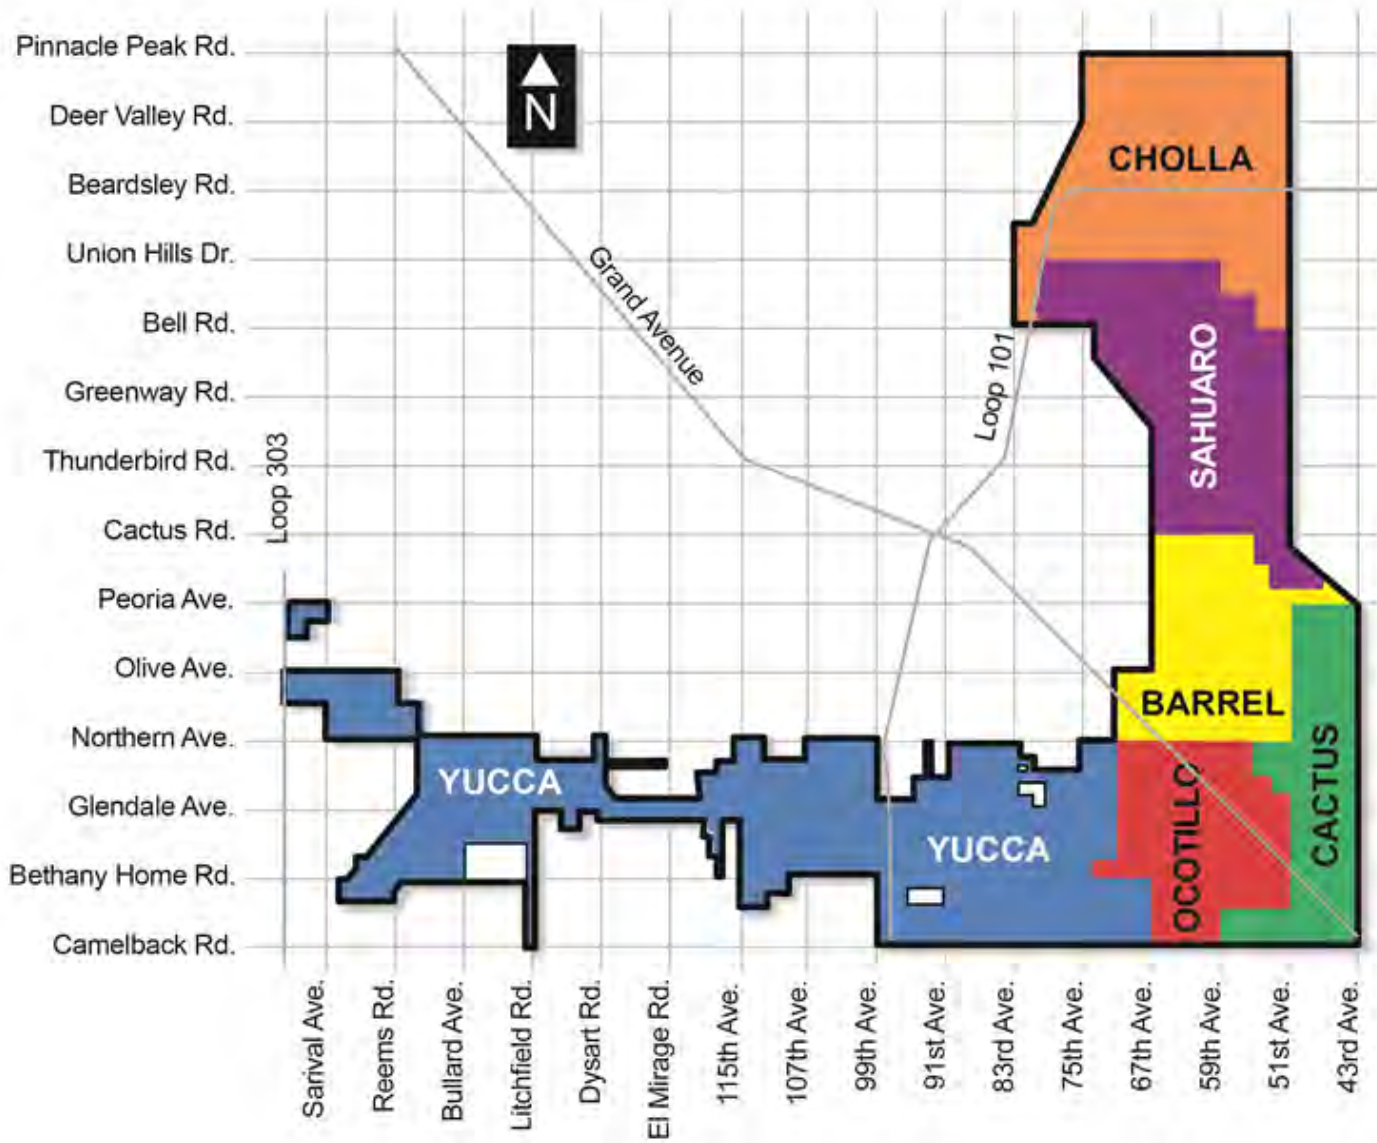 Pinnacle Peak Rd.
N
Deer Valley Rd.
CHOLLA
Beardsley Rd.
Union Hills Dr.
Grand Avenue
Bell Rd.
SAHUARO
Loop 101
Greenway Rd.
Thunderbird Rd.
Loop 303
Cactus Rd.
Peoria Ave.
Olive Ave.
BARREL
Northern Ave.
YUCCA
OCOTILLO
CACTUS
Glendale Ave.
YUCCA
Bethany Home Rd.
Camelback Rd.
Sarival Ave.
Reems Rd.
Bullard Ave.
Litchfield Rd.
Dysart Rd.
El Mirage Rd.
115th Ave.
107th Ave.
99th Ave.
91st Ave.
83rd Ave.
75th Ave.
67th Ave.
59th Ave.
51st Ave.
43rd Ave.